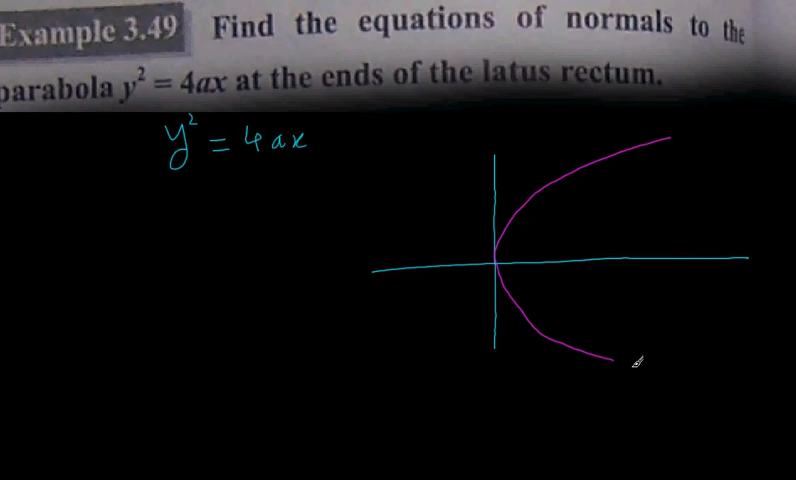 Example 3.49 Find the equations of normals to the
parabola y² = 4ax at the ends of the latus rectum.
y² = 4ax